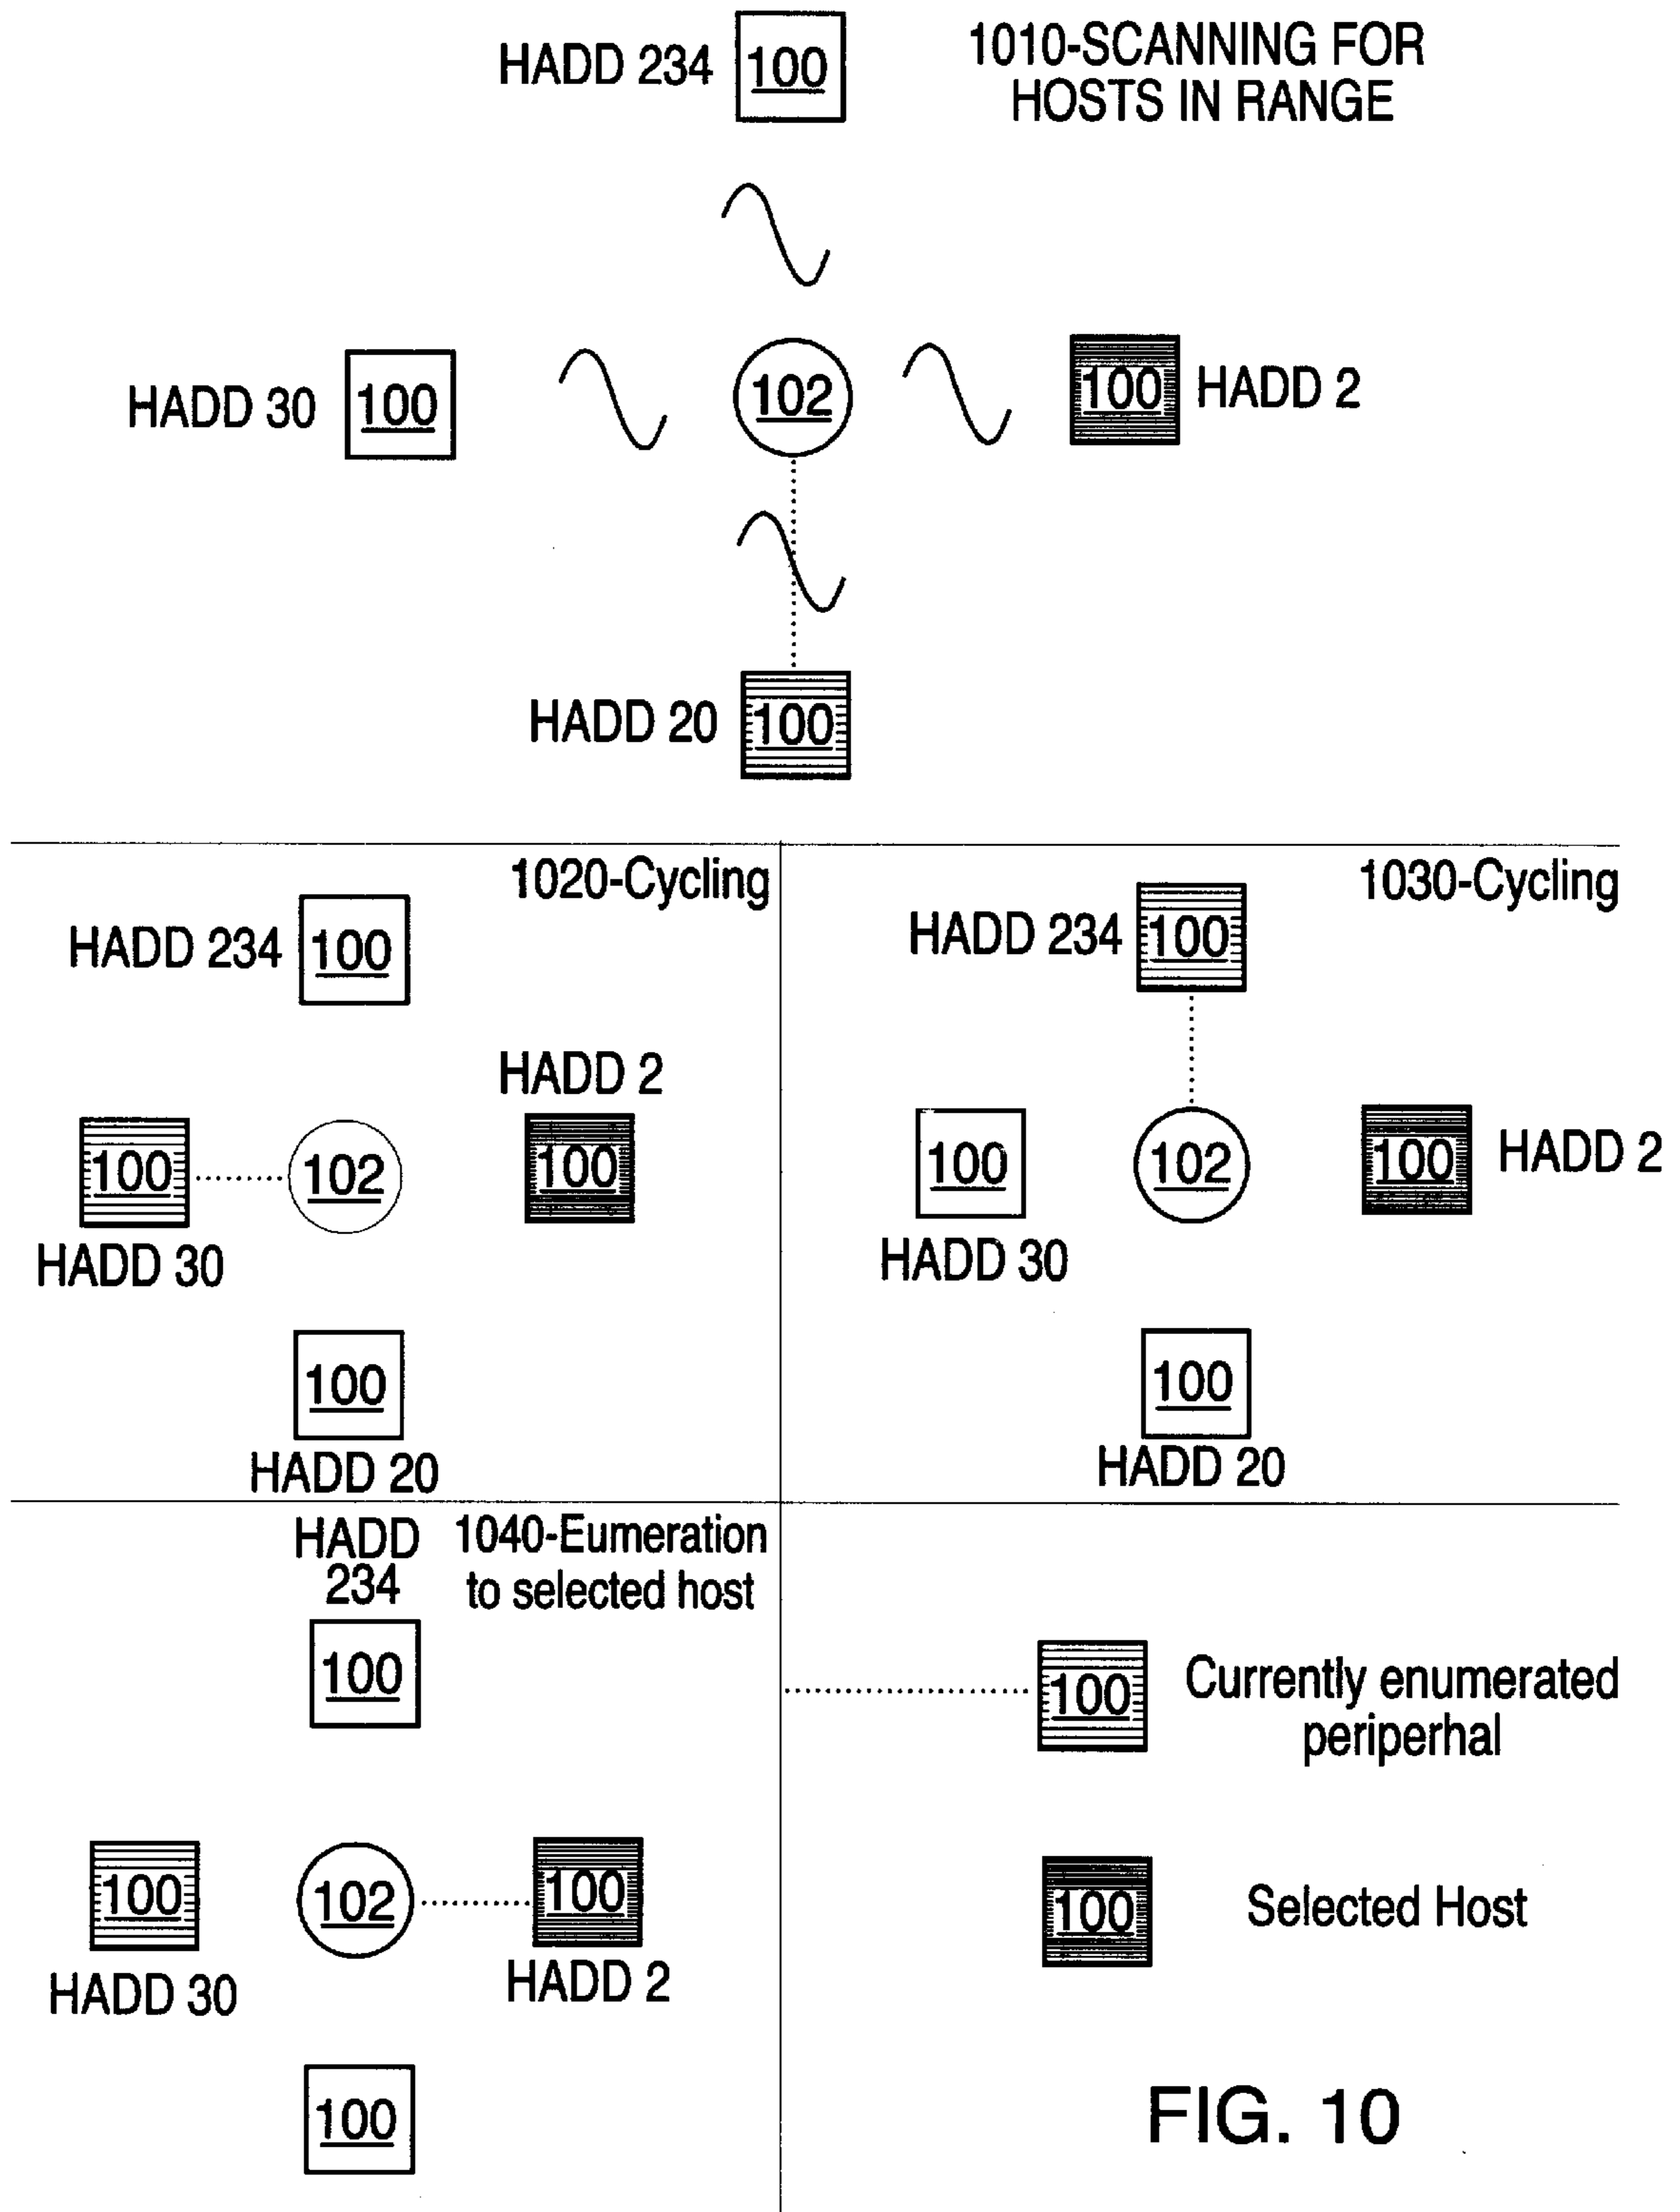 HADD 234 100
1010-SCANNING FOR
HOSTS IN RANGE
HADD 30 100
102
100 HADD 2
HADD 20 100
1020-Cycling
HADD 234 100
HADD 2
100
102
100
HADD 30
100
HADD 20
1030-Cycling
HADD 234 100
100
102
100 HADD 2
HADD 30
100
HADD 20
HADD
234
1040-Eumeration
to selected host
100
100
102
100
HADD 30
HADD 2
100
100 Currently enumerated
periperhal
100 Selected Host
FIG. 10